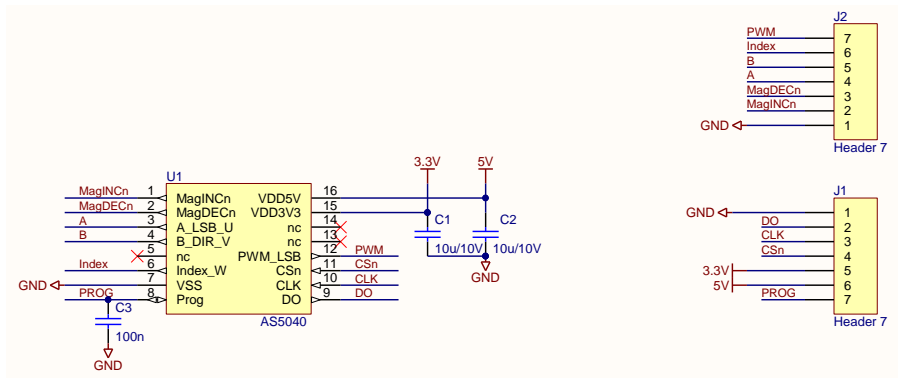 J2
PWM 7
Index 6
B 5
A 4
MagDECn 3
MagINCn 2
GND 1
Header 7
U1
MagINCn 1 MagINCn VDD5V 16
MagDECn 2 MagDECn VDD3V3 15
A 3 A_LSB_U nc 14
B 4 B_DIR_V nc 13
5 nc PWM_LSB 12 PWM
Index 6 Index_W CSn 11 CSn
GND 7 VSS CLK 10 CLK
PROG 8 Prog DO 9 DO
AS5040
3.3V 5V
C1 C2
10u/10V 10u/10V
GND
C3
100n
GND
J1
GND 1
DO 2
CLK 3
CSn 4
3.3V 5
5V 6
PROG 7
Header 7